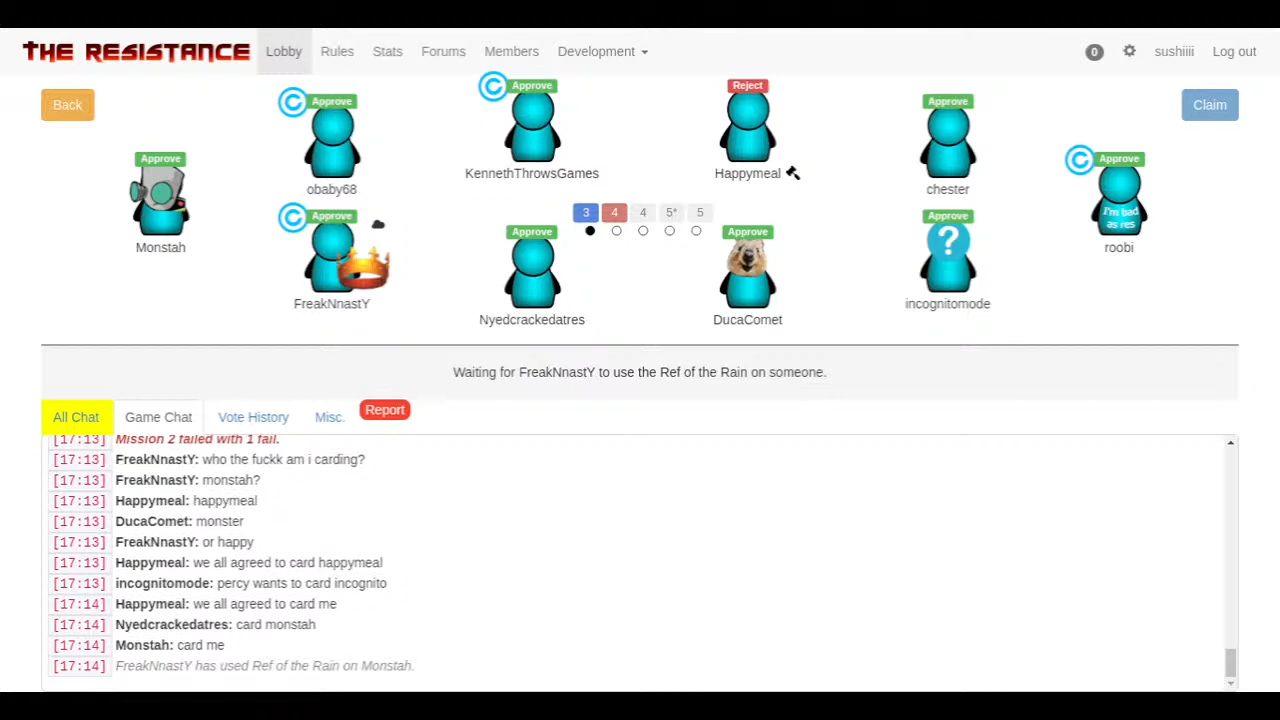 THE RESISTANCE Lobby Rules Stats Forums Members Development 0 sushiiii Log out
Back
Claim
Approve
Monstah
Approve
obaby68
Approve
KennethThrowsGames
Reject
Happymeal
Approve
chester
Approve
I'm bad
as res
roobi
3 4 4 5* 5
Approve
FreakNnastY
Approve
Nyedcrackedatres
Approve
DucaComet
Approve
?
incognitomode
Waiting for FreakNnastY to use the Ref of the Rain on someone.
All Chat Game Chat Vote History Misc. Report
[17:13] Mission 2 failed with 1 fail.
[17:13] FreakNnastY: who the fuckk am i carding?
[17:13] FreakNnastY: monstah?
[17:13] Happymeal: happymeal
[17:13] DucaComet: monster
[17:13] FreakNnastY: or happy
[17:13] Happymeal: we all agreed to card happymeal
[17:13] incognitomode: percy wants to card incognito
[17:14] Happymeal: we all agreed to card me
[17:14] Nyedcrackedatres: card monstah
[17:14] Monstah: card me
[17:14] FreakNnastY has used Ref of the Rain on Monstah.